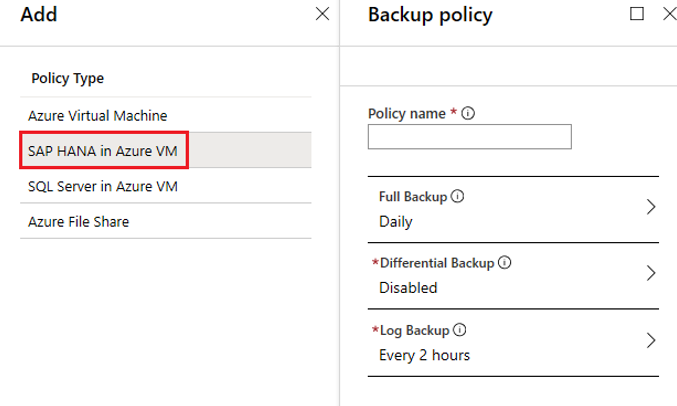 Add
Policy Type
Azure Virtual Machine
SAP HANA in Azure VM
SQL Server in Azure VM
Azure File Share
Backup policy
Policy name *
Full Backup
Daily
*Differential Backup
Disabled
*Log Backup
Every 2 hours